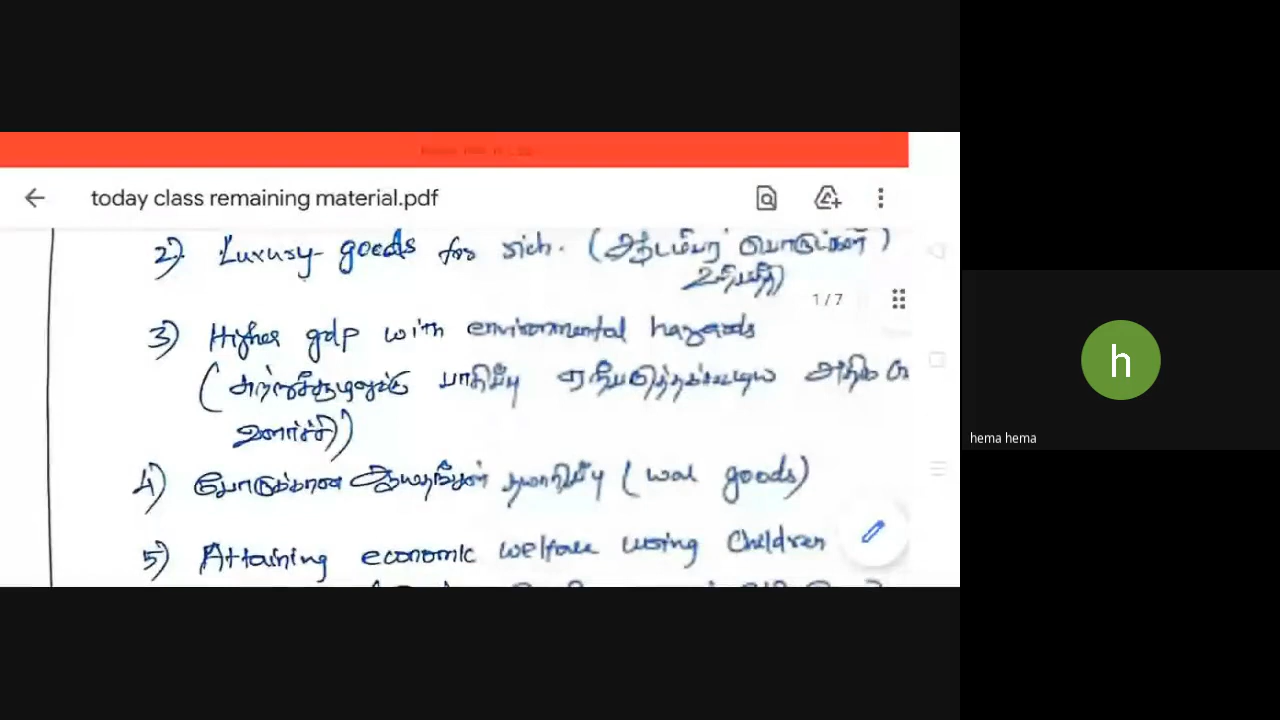 today class remaining material.pdf
2). Luxury goods for rich. (ஆடம்பர பொருட்கள்)
உற்பத்தி)
1 / 7
3) Higher gdp with environmental hazards
(சுற்றுச்சூழலுக்கு பாதிப்பு ஏற்படுத்தக்கூடிய அதிக
வளர்ச்சி)
4) போருக்கான ஆயுதங்கள் தயாரிப்பு (war goods)
5) Attaining economic welfare using Children
h
hema hema